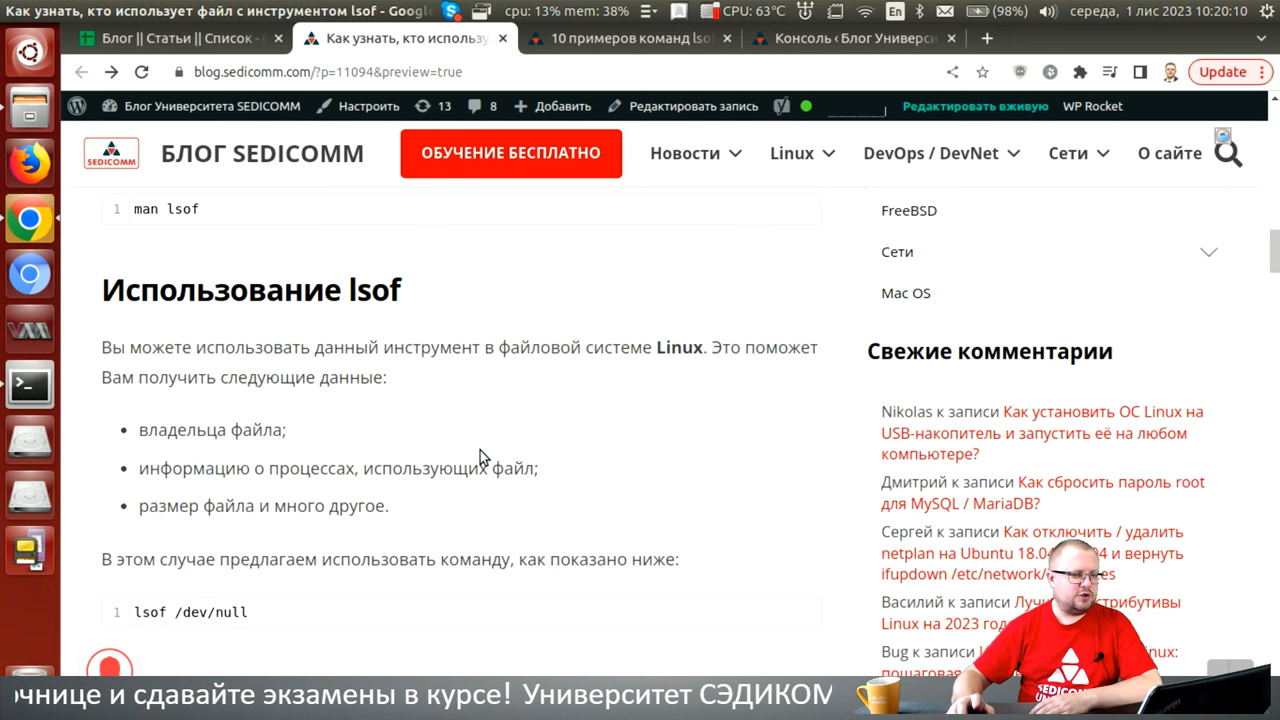 Как узнать, кто использует файл с инструментом lsof - Google
cpu: 13% mem: 38%
CPU: 63°C
En
(98%)
середа, 1 лис 2023 10:20:10
Блог || Статьи || Список -
Как узнать, кто использу
10 примеров команд lsof
Консоль ‹ Блог Универси
blog.sedicomm.com/?p=11094&preview=true
Update
Блог Университета SEDICOMM
Настроить
13
8
Добавить
Редактировать запись
Редактировать вживую
WP Rocket
SEDICOMM
БЛОГ SEDICOMM
ОБУЧЕНИЕ БЕСПЛАТНО
Новости
Linux
DevOps / DevNet
Сети
О сайте
1 man lsof
Использование lsof
Вы можете использовать данный инструмент в файловой системе Linux. Это поможет
Вам получить следующие данные:
• владельца файла;
• информацию о процессах, использующих файл;
• размер файла и много другое.
В этом случае предлагаем использовать команду, как показано ниже:
1 lsof /dev/null
FreeBSD
Сети
Mac OS
Свежие комментарии
Nikolas к записи Как установить ОС Linux на
USB-накопитель и запустить её на любом
компьютере?
Дмитрий к записи Как сбросить пароль root
для MySQL / MariaDB?
Сергей к записи Как отключить / удалить
netplan на Ubuntu 18.04 и вернуть
ifupdown /etc/network/
Василий к записи дистрибутивы
Linux на 2023
Bug к записи
SEDICOMM
очнице и сдавайте экзамены в курсе! Университет СЭДИКОМ